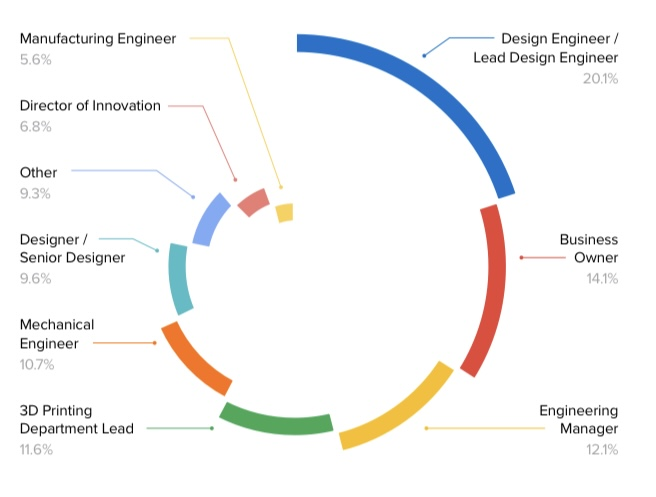 Manufacturing Engineer
5.6%
Director of Innovation
6.8%
Other
9.3%
Designer /
Senior Designer
9.6%
Mechanical
Engineer
10.7%
3D Printing
Department Lead
11.6%
Design Engineer /
Lead Design Engineer
20.1%
Business
Owner
14.1%
Engineering
Manager
12.1%